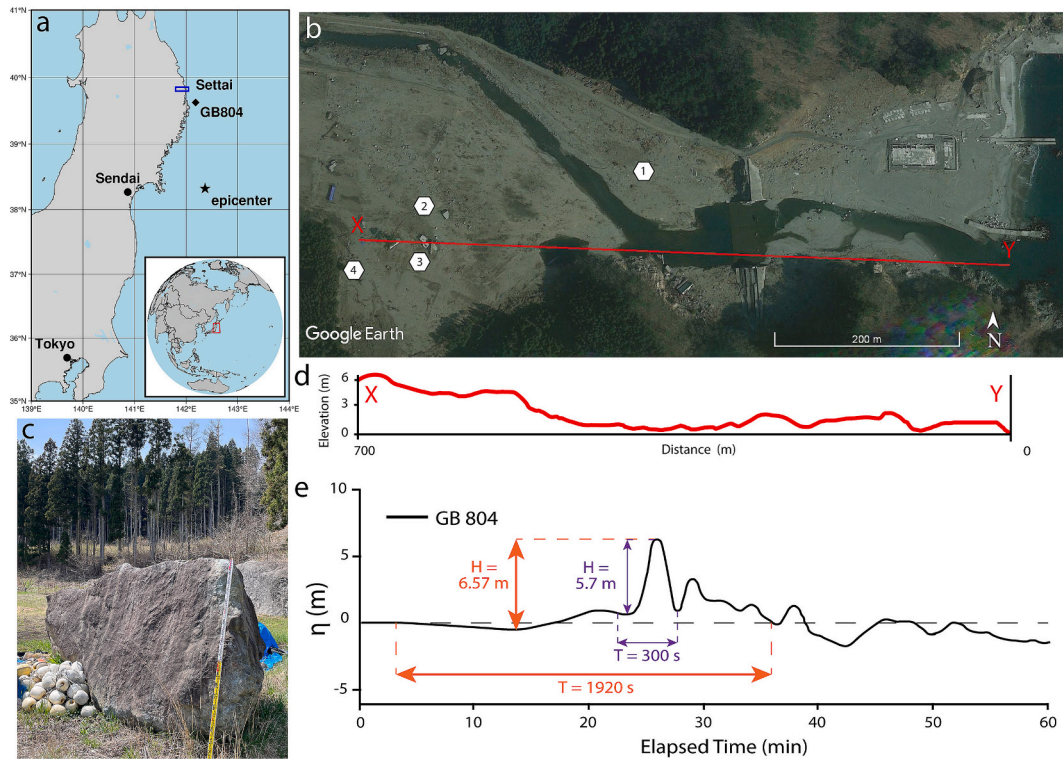 a
40°N
41°N
39°N
38°N
37°N
36°N
35°N
139°E
140°E
141°E
142°E
143°E
144°E
Settai
GB804
Sendai
epicenter
Tokyo
b
1
2
3
4
X
Y
Google Earth
200 m
N
c
d
Elevation (m)
6
3
0
X
Y
700
Distance (m)
0
e
η (m)
10
5
0
-5
GB 804
H =
6.57 m
H =
5.7 m
T = 300 s
T = 1920 s
0
10
20
30
40
50
60
Elapsed Time (min)